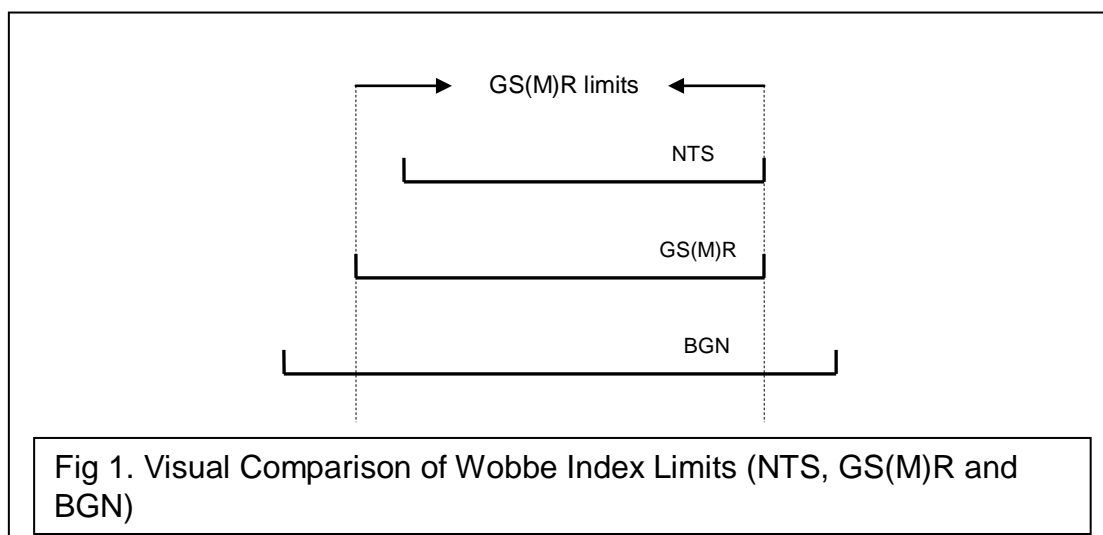 GS(M)R limits
NTS
GS(M)R
BGN
Fig 1. Visual Comparison of Wobbe Index Limits (NTS, GS(M)R and
BGN)